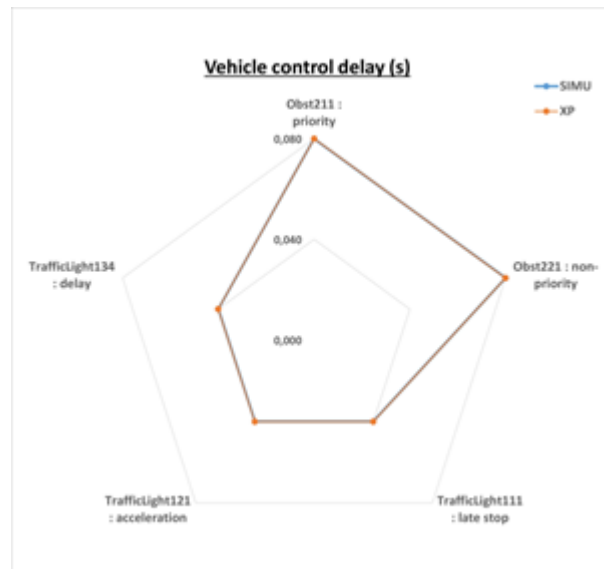 Vehicle control delay (s)
SIMU
XP
Obst211 :
priority
0,080
0,040
0,000
TrafficLight134
: delay
Obst221 : non-
priority
TrafficLight121
: acceleration
TrafficLight111
: late stop